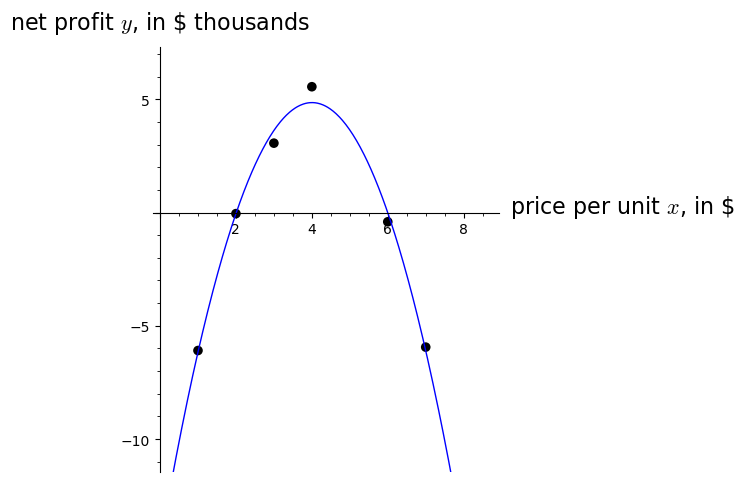 net profit y, in $ thousands
5
price per unit x, in $
2 4 6 8
−5
−10